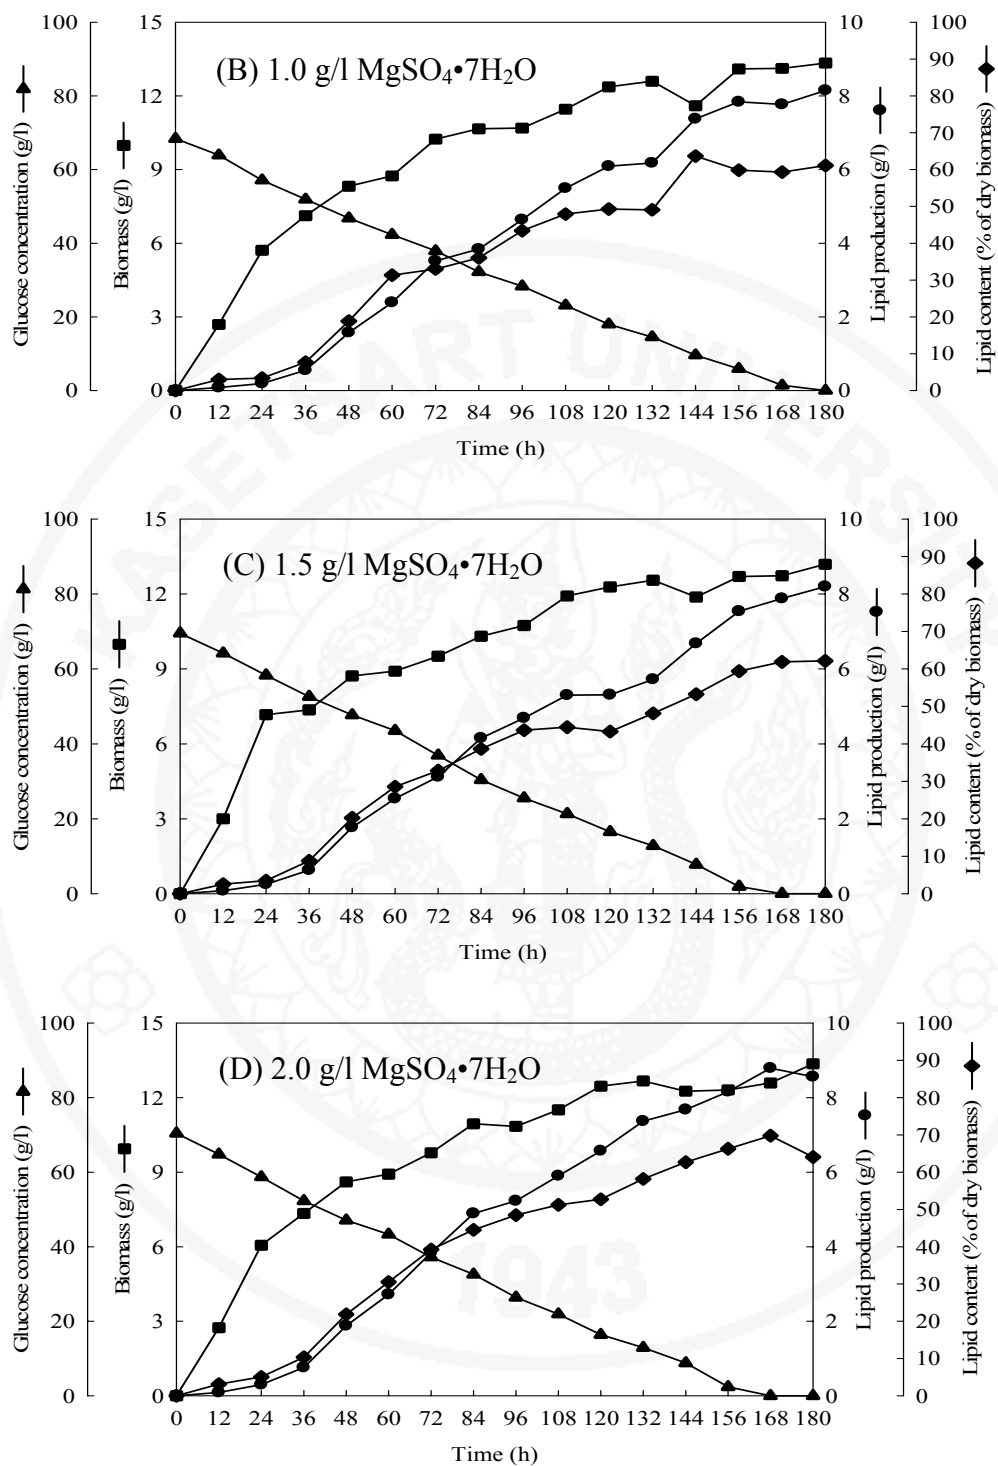 100 15 10 100
(B) 1.0 g/l MgSO4•7H2O
90
80 12 8 80
70
60 9 6 60
50
40 6 4 40
30
20 3 2 20
10
0 0 0 0
0 12 24 36 48 60 72 84 96 108 120 132 144 156 168 180
Time (h)
Glucose concentration (g/l)
Biomass (g/l)
Lipid production (g/l)
Lipid content (% of dry biomass)
100 15 10 100
(C) 1.5 g/l MgSO4•7H2O
90
80 12 8 80
70
60 9 6 60
50
40 6 4 40
30
20 3 2 20
10
0 0 0 0
0 12 24 36 48 60 72 84 96 108 120 132 144 156 168 180
Time (h)
Glucose concentration (g/l)
Biomass (g/l)
Lipid production (g/l)
Lipid content (% of dry biomass)
100 15 10 100
(D) 2.0 g/l MgSO4•7H2O
90
80 12 8 80
70
60 9 6 60
50
40 6 4 40
30
20 3 2 20
10
0 0 0 0
0 12 24 36 48 60 72 84 96 108 120 132 144 156 168 180
Time (h)
Glucose concentration (g/l)
Biomass (g/l)
Lipid production (g/l)
Lipid content (% of dry biomass)
KASETSART UNIVERSITY
1943